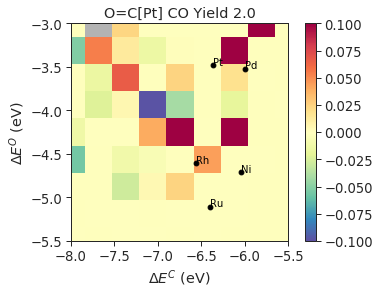 O=C[Pt] CO Yield 2.0
−3.0
−3.5
−4.0
−4.5
−5.0
−5.5
ΔE^O (eV)
Pt
Pd
Rh
Ni
Ru
−8.0 −7.5 −7.0 −6.5 −6.0 −5.5
ΔE^C (eV)
0.100
0.075
0.050
0.025
0.000
−0.025
−0.050
−0.075
−0.100